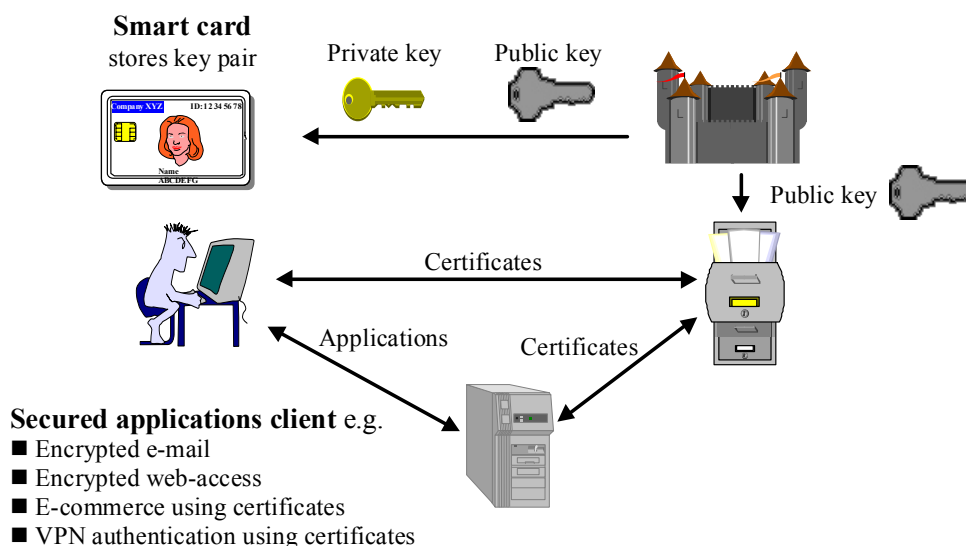 Smart card
stores key pair
Private key
Public key
Company XYZ
ID:12 34 56 78
Name
ABCDEFG
Public key
Certificates
Applications
Certificates
Secured applications client e.g.
■ Encrypted e-mail
■ Encrypted web-access
■ E-commerce using certificates
■ VPN authentication using certificates